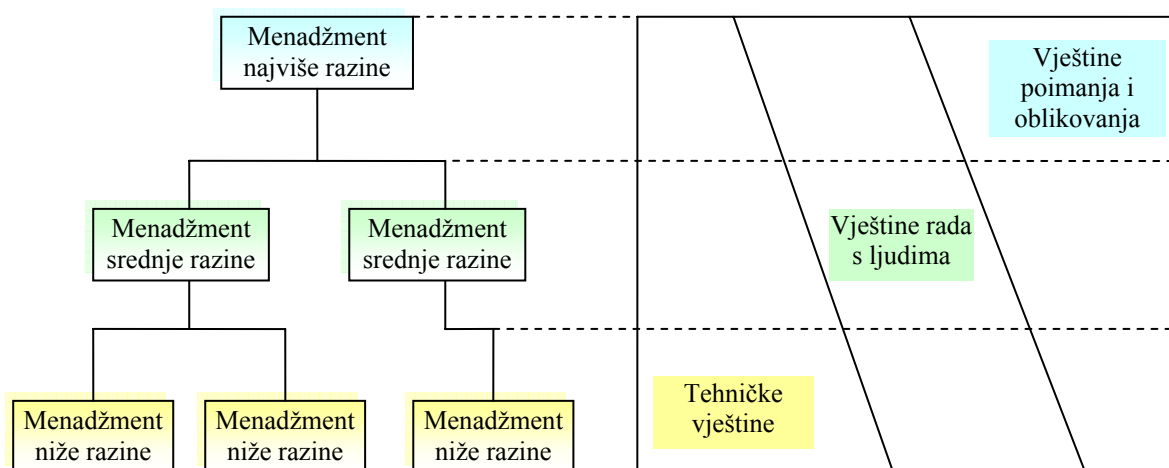 Menadžment
najviše razine
Vještine
poimanja i
oblikovanja
Menadžment
srednje razine
Menadžment
srednje razine
Vještine rada
s ljudima
Menadžment
niže razine
Menadžment
niže razine
Menadžment
niže razine
Tehničke
vještine